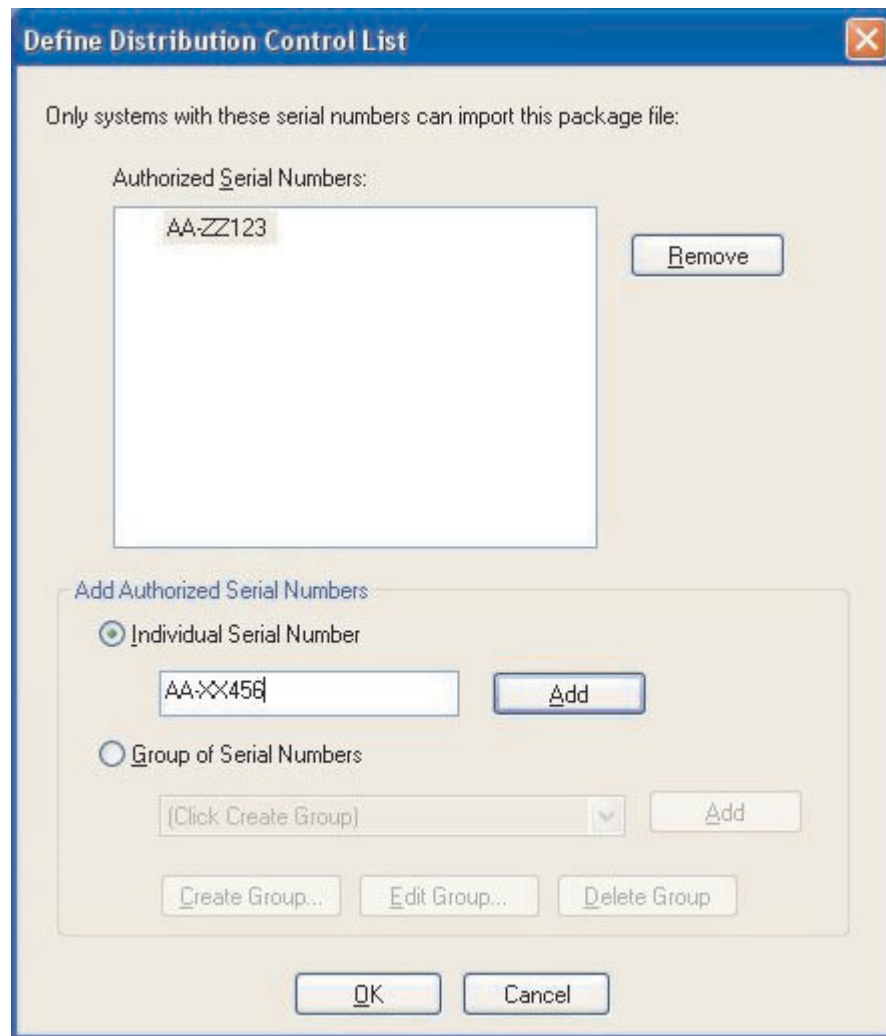 Define Distribution Control List
Only systems with these serial numbers can import this package file:
Authorized Serial Numbers:
AA-ZZ123
Remove
Add Authorized Serial Numbers
Individual Serial Number
AA-XX456
Add
Group of Serial Numbers
(Click Create Group)
Add
Create Group...
Edit Group...
Delete Group
OK
Cancel